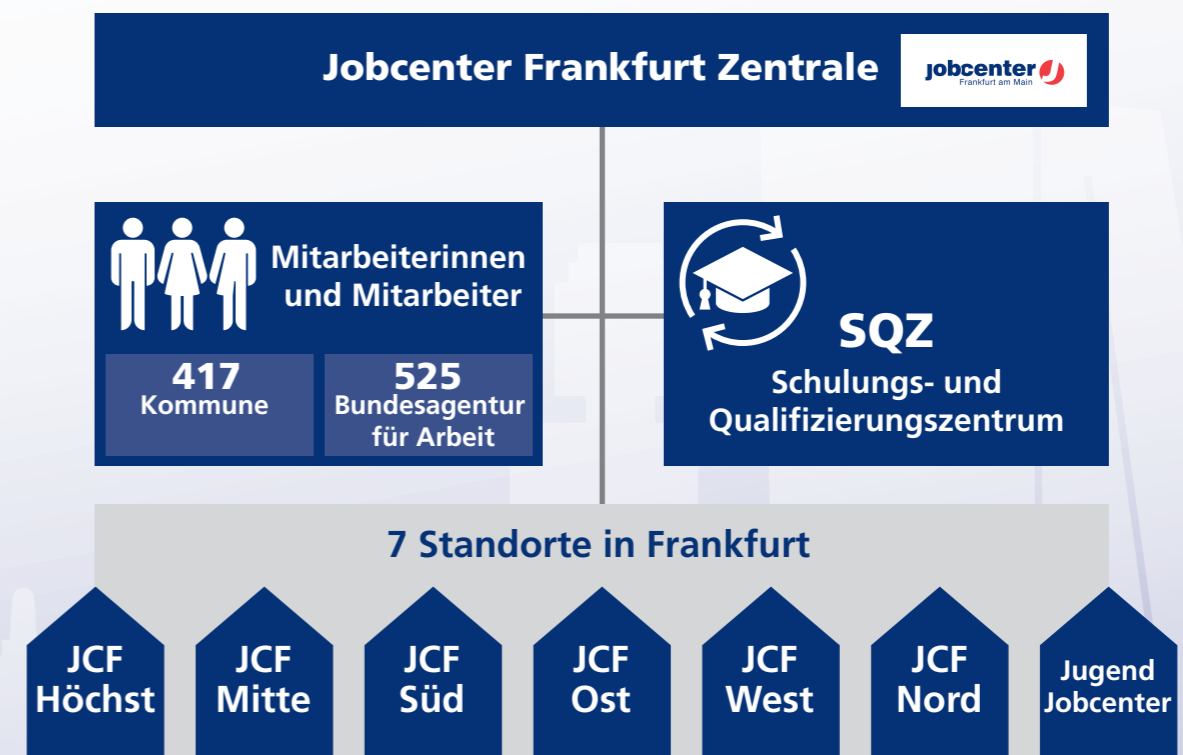 Jobcenter Frankfurt Zentrale
jobcenter
Frankfurt am Main
Mitarbeiterinnen
und Mitarbeiter
417
Kommune
525
Bundesagentur
für Arbeit
SQZ
Schulungs- und
Qualifizierungszentrum
7 Standorte in Frankfurt
JCF
Höchst
JCF
Mitte
JCF
Süd
JCF
Ost
JCF
West
JCF
Nord
Jugend
Jobcenter